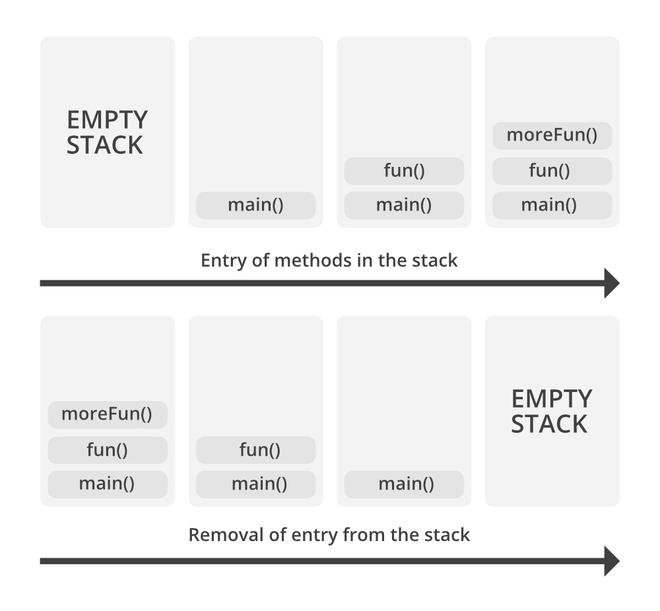 EMPTY
STACK
main()
fun()
main()
moreFun()
fun()
main()
Entry of methods in the stack
moreFun()
fun()
main()
fun()
main()
main()
EMPTY
STACK
Removal of entry from the stack